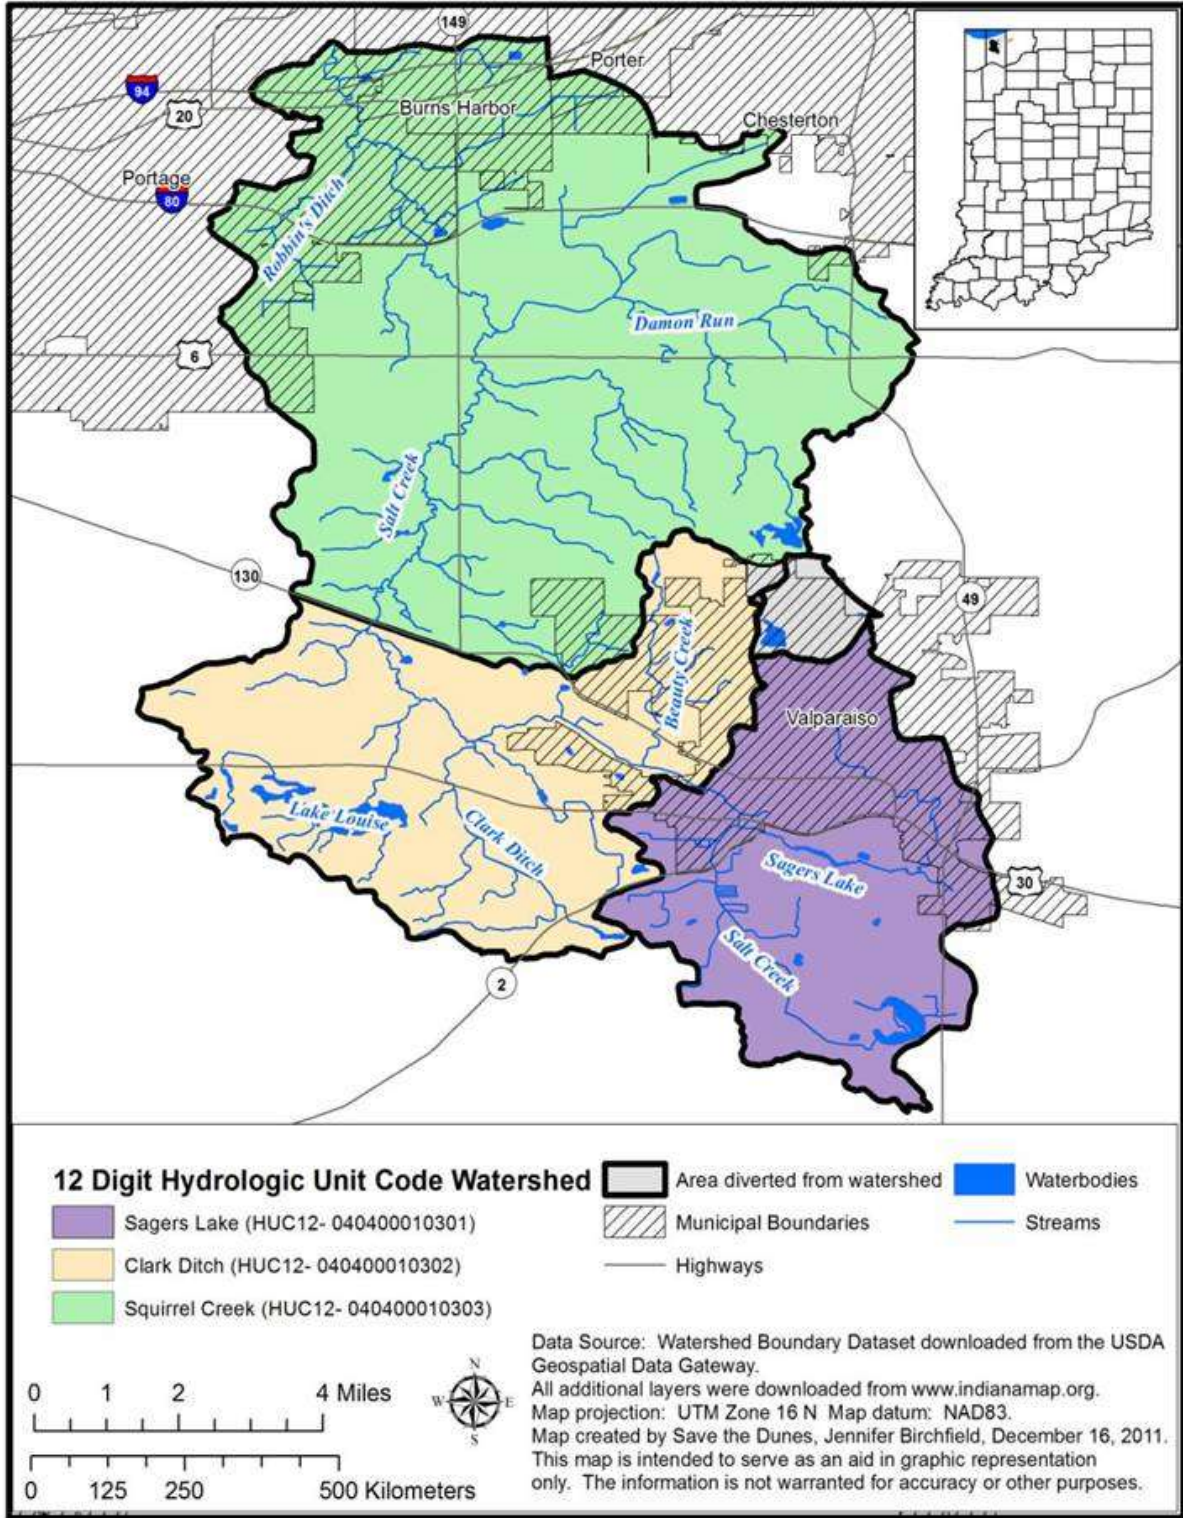 149
Porter
94
Burns Harbor
20
Chesterton
Portage
80
Robbin's Ditch
Damon Run
6
Salt Creek
130
49
Beauty Creek
Valparaiso
Lake Louise
Clark Ditch
Sagers Lake
30
Salt Creek
2
12 Digit Hydrologic Unit Code Watershed
Sagers Lake (HUC12- 040400010301)
Clark Ditch (HUC12- 040400010302)
Squirrel Creek (HUC12- 040400010303)
Area diverted from watershed
Municipal Boundaries
Highways
Waterbodies
Streams
0 1 2 4 Miles
0 125 250 500 Kilometers
N
W E
S
Data Source: Watershed Boundary Dataset downloaded from the USDA
Geospatial Data Gateway.
All additional layers were downloaded from www.indianamap.org.
Map projection: UTM Zone 16 N Map datum: NAD83.
Map created by Save the Dunes, Jennifer Birchfield, December 16, 2011.
This map is intended to serve as an aid in graphic representation
only. The information is not warranted for accuracy or other purposes.